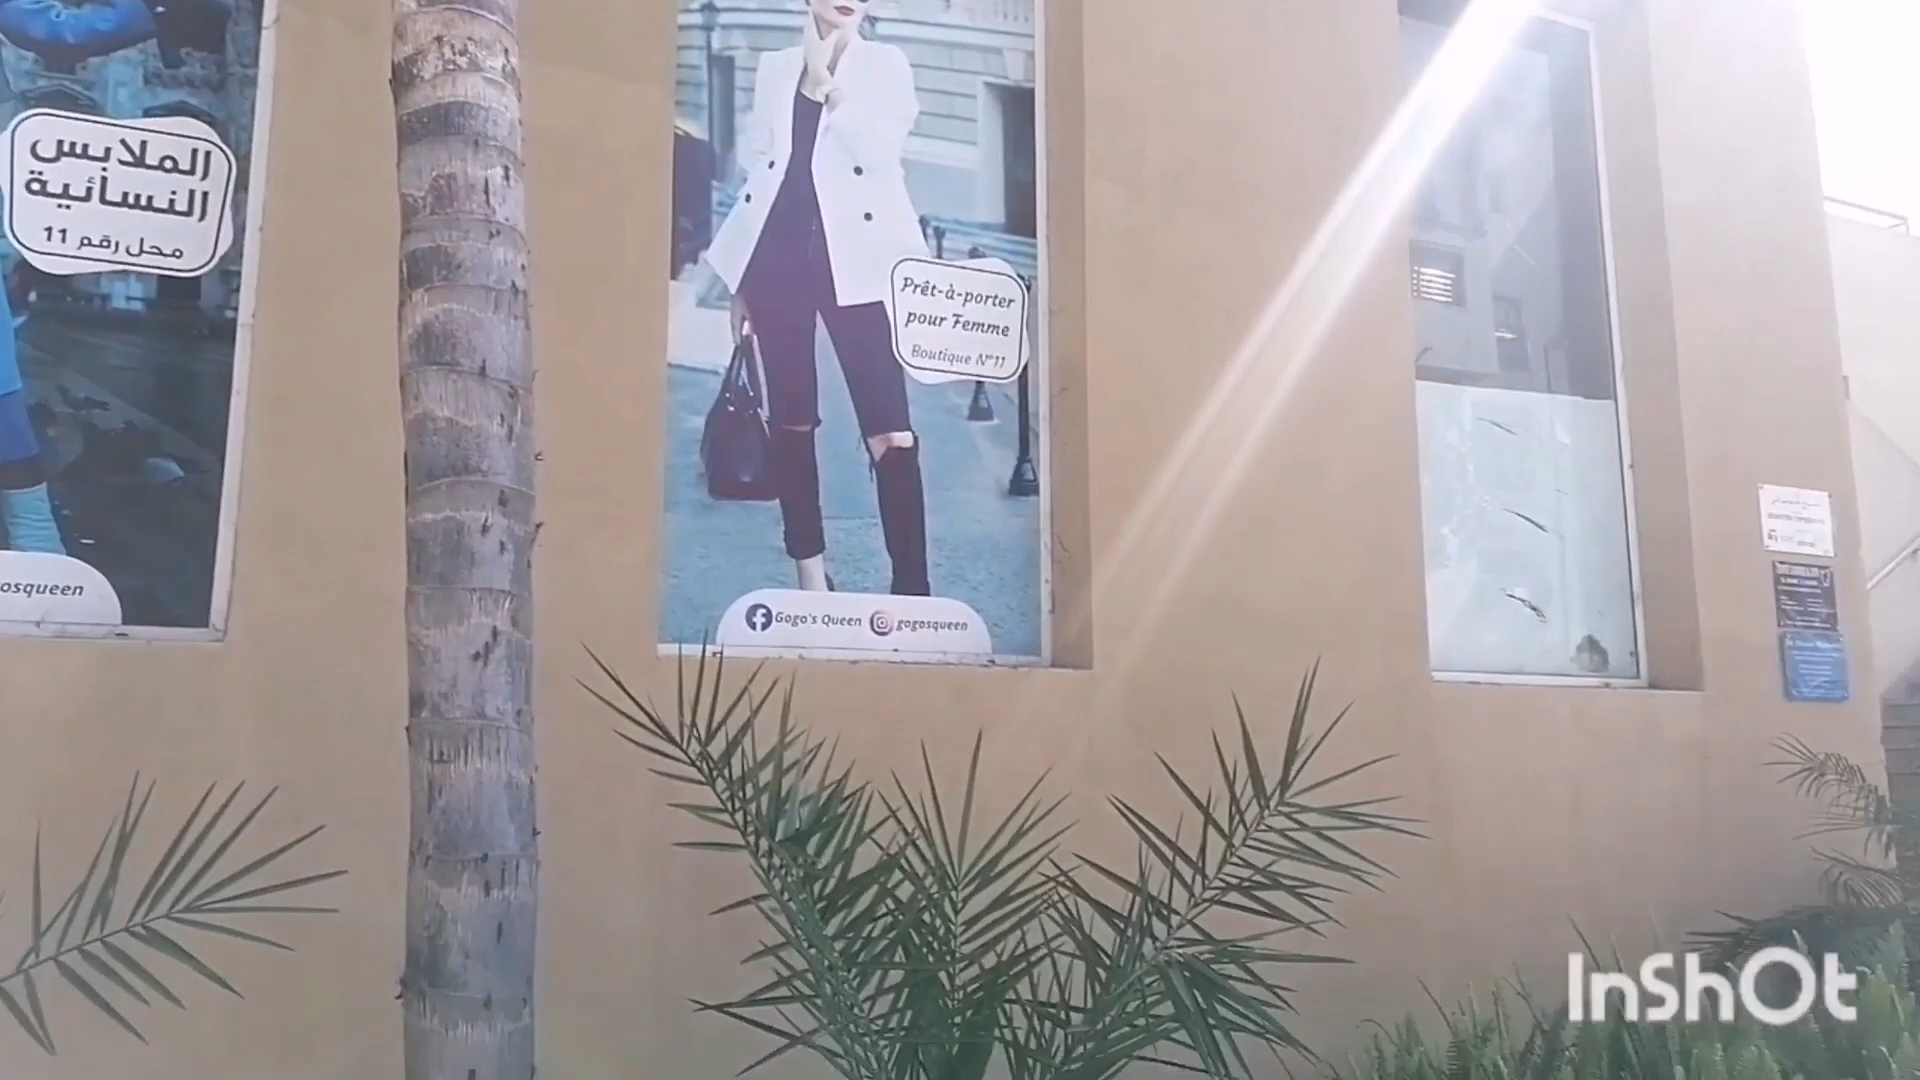 الملابس
النسائية
محل رقم 11
osqueen
Prêt-à-porter
pour Femme
Boutique N°11
Gogo's Queen gogosqueen
InShOt